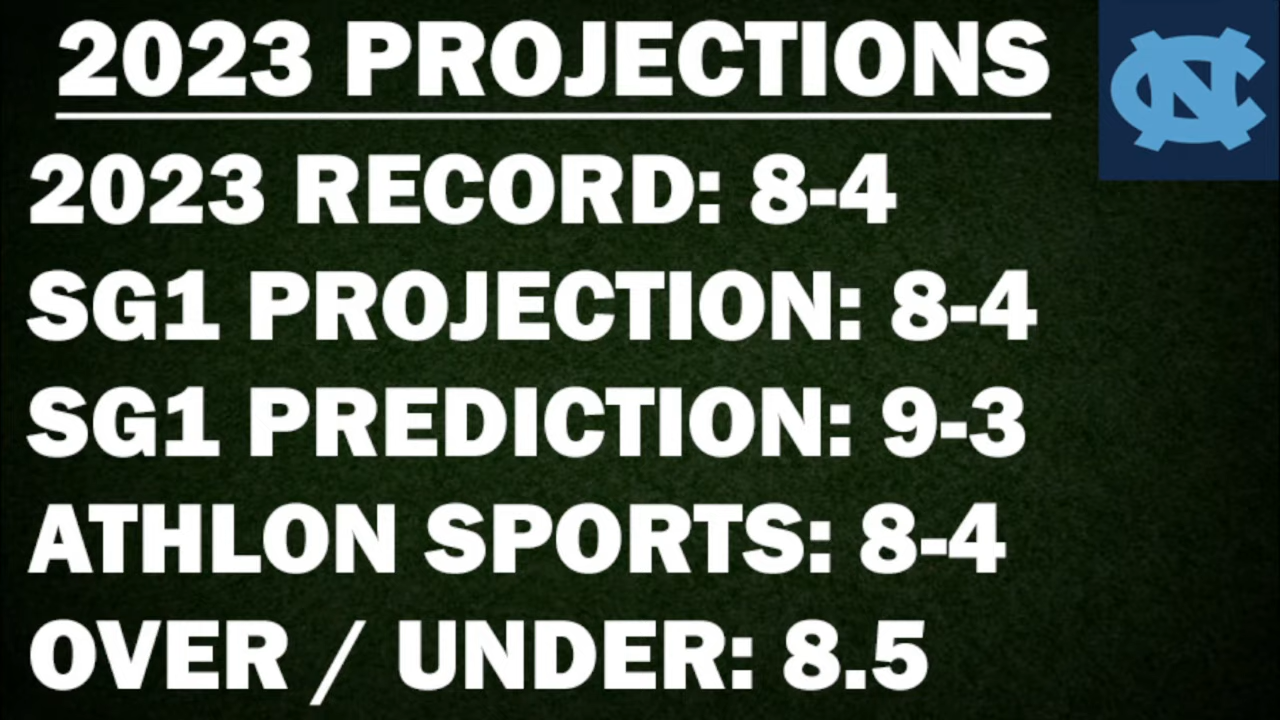 2023 PROJECTIONS
NC
2023 RECORD: 8-4
SG1 PROJECTION: 8-4
SG1 PREDICTION: 9-3
ATHLON SPORTS: 8-4
OVER / UNDER: 8.5